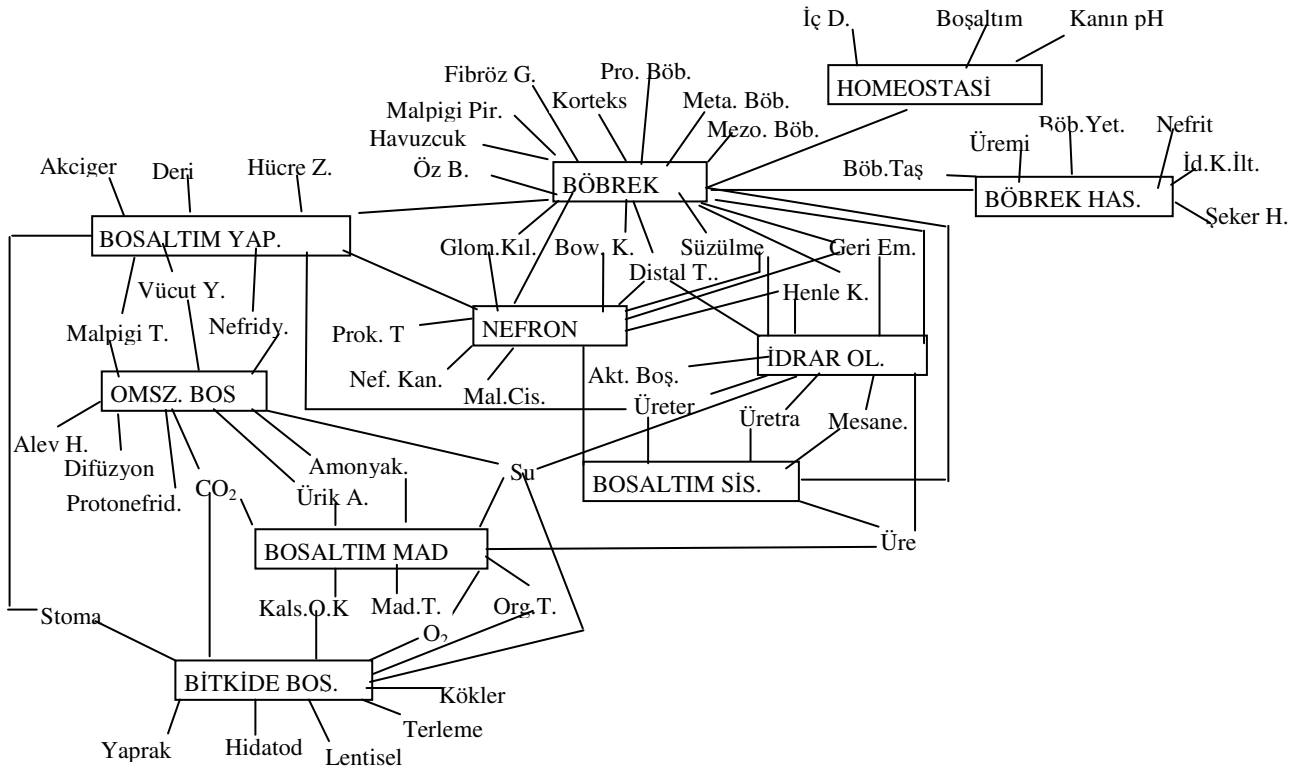 İç D.
Boşaltım
Kanın pH
HOMEOSTASİ
Fibröz G.
Pro. Böb.
Korteks
Meta. Böb.
Malpigi Pir.
Mezo. Böb.
Havuzcuk
Öz B.
BÖBREK
Böb.Yet.
Nefrit
Üremi
Böb.Taş
İd.K.İlt.
BÖBREK HAS.
Şeker H.
Akciger
Deri
Hücre Z.
BOSALTIM YAP.
Glom.Kıl.
Bow. K.
Süzülme
Geri Em.
Distal T..
Vücut Y.
Henle K.
Malpigi T.
Nefridy.
Prok. T
NEFRON
İDRAR OL.
Nef. Kan.
Mal.Cis.
Akt. Boş.
OMSZ. BOS
Üreter
Üretra
Mesane.
Alev H.
Difüzyon
Amonyak.
Su
BOSALTIM SİS.
Protonefrid.
CO₂
Ürik A.
BOSALTIM MAD
Üre
Stoma
Kals.O.K
Mad.T.
Org.T.
O₂
BİTKİDE BOS.
Kökler
Terleme
Yaprak
Hidatod
Lentisel